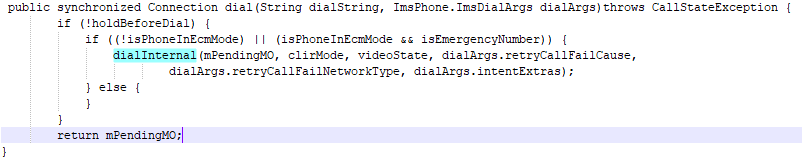 public synchronized Connection dial(String dialString, ImsPhone.ImsDialArgs dialArgs)throws CallStateException {
if (!holdBeforeDial) {
if ((!isPhoneInEcmMode) || (isPhoneInEcmMode && isEmergencyNumber)) {
dialInternal(mPendingMO, clirMode, videoState, dialArgs.retryCallFailCause,
dialArgs.retryCallFailNetworkType, dialArgs.intentExtras);
} else {
}
}
return mPendingMO;
}